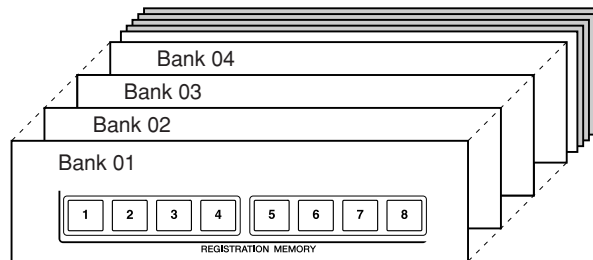 Bank 04
Bank 03
Bank 02
Bank 01
1 2 3 4 5 6 7 8
REGISTRATION MEMORY